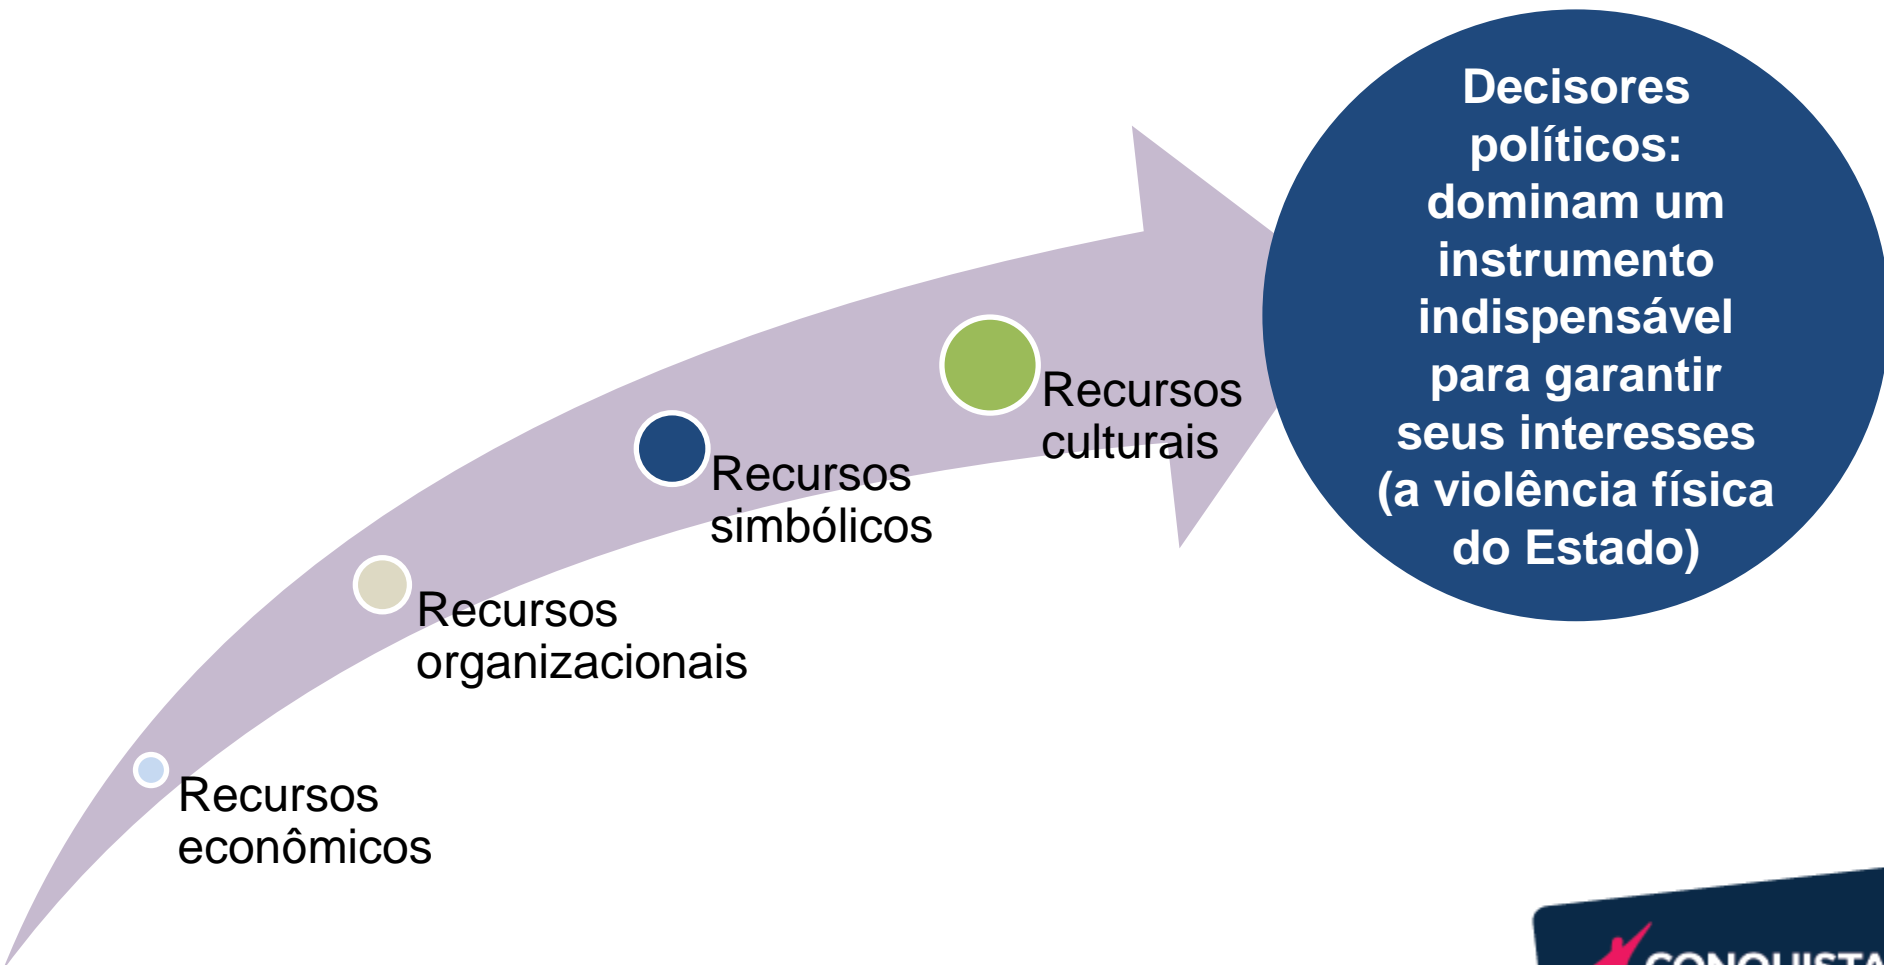 Decisores
políticos:
dominam um
instrumento
indispensável
para garantir
seus interesses
(a violência física
do Estado)
Recursos
culturais
Recursos
simbólicos
Recursos
organizacionais
Recursos
econômicos
CONQUISTA